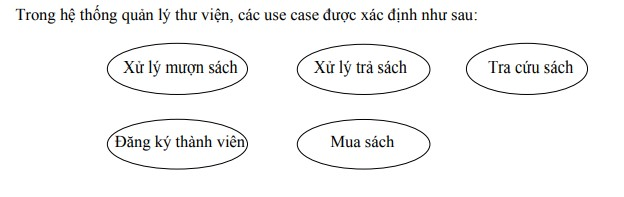 Trong hệ thống quản lý thư viện, các use case được xác định như sau:
Xử lý mượn sách Xử lý trả sách Tra cứu sách
Đăng ký thành viên Mua sách